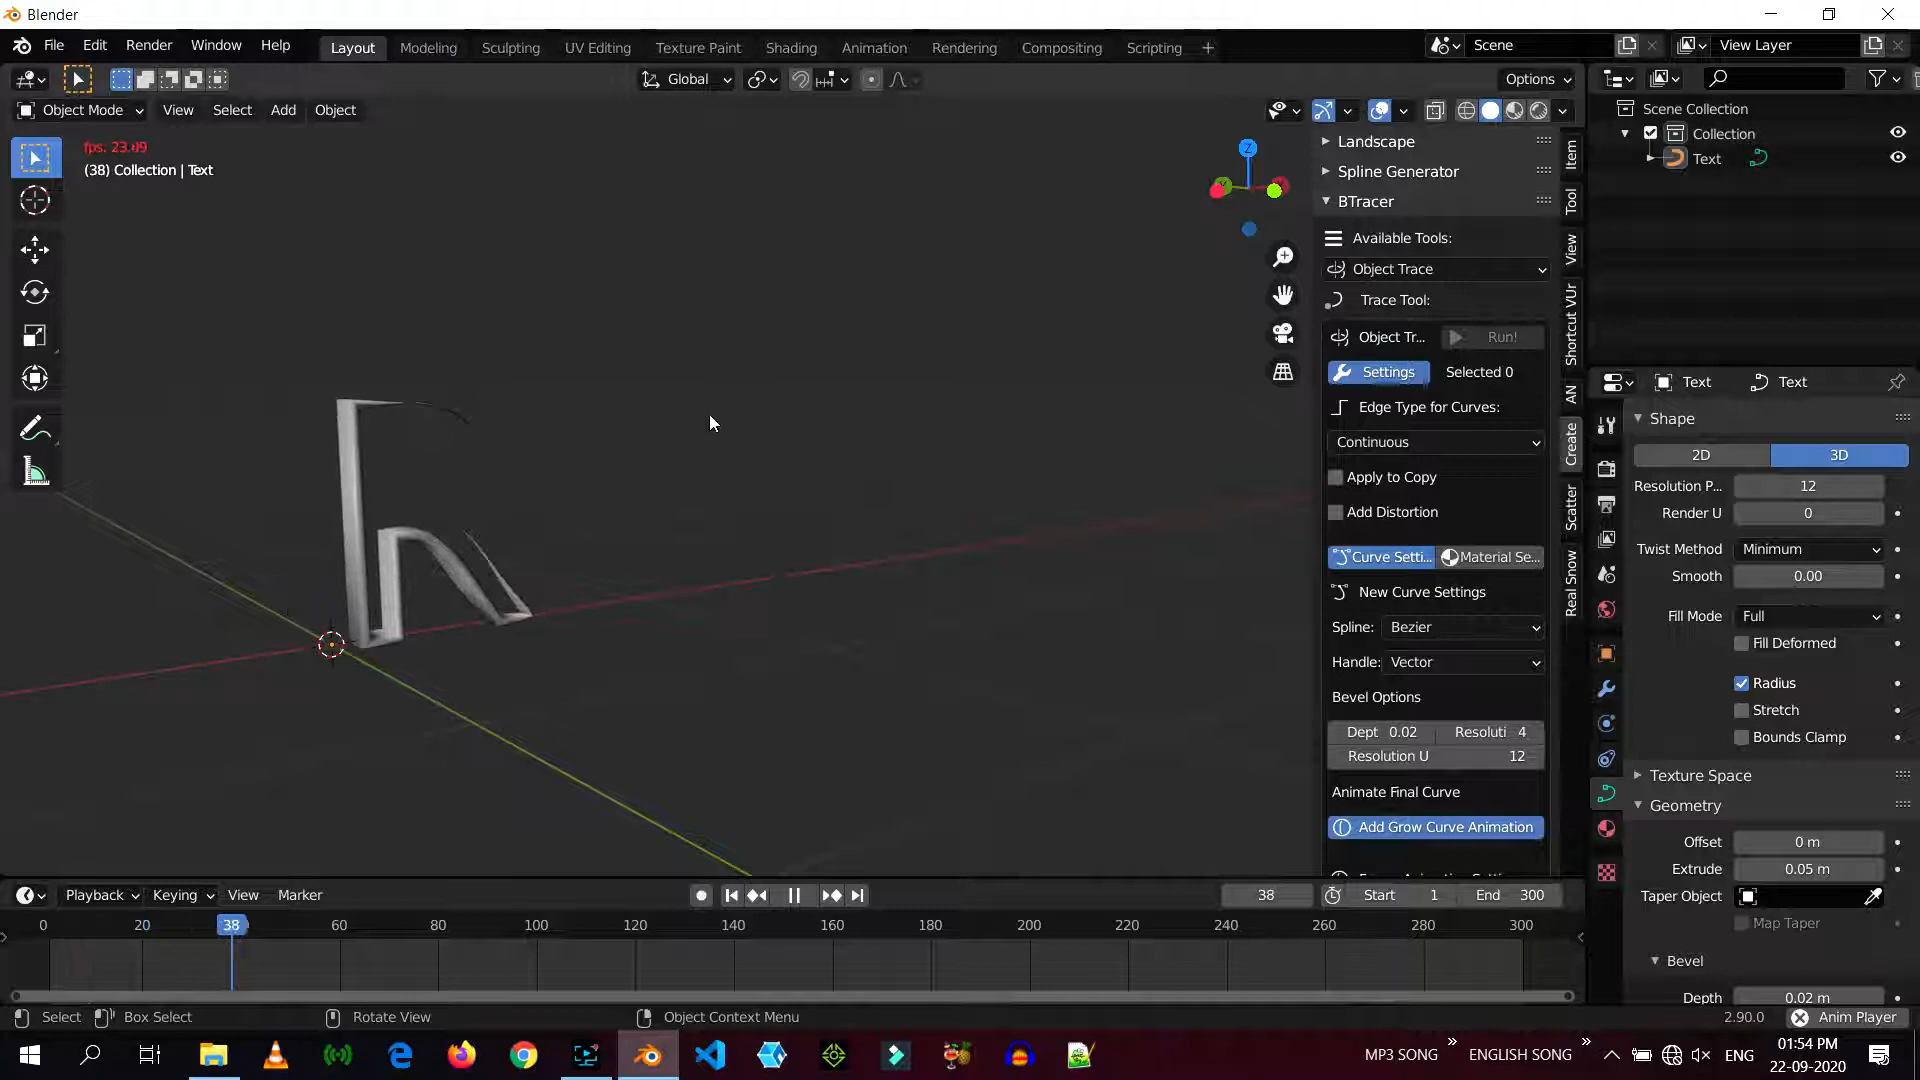 Blender
File Edit Render Window Help Layout Modeling Sculpting UV Editing Texture Paint Shading Animation Rendering Compositing Scripting + Scene View Layer
Global Options
Object Mode View Select Add Object
fps: 23.
(38) Collection | Text
Z
Landscape
Spline Generator
BTracer
Available Tools:
Object Trace
Trace Tool:
Object Tr... Run!
Settings Selected 0
Edge Type for Curves:
Continuous
Apply to Copy
Add Distortion
Curve Setti... Material Se...
New Curve Settings
Spline: Bezier
Handle: Vector
Bevel Options
Dept 0.02 Resoluti 4
Resolution U 12
Animate Final Curve
Add Grow Curve Animation
Item
Tool
View
Shortcut VUr
AN
Create
Scatter
Real Snow
Scene Collection
Collection
Text
Text Text
Shape
2D 3D
Resolution P... 12
Render U 0
Twist Method Minimum
Smooth 0.00
Fill Mode Full
Fill Deformed
Radius
Stretch
Bounds Clamp
Texture Space
Geometry
Offset 0 m
Extrude 0.05 m
Taper Object
Map Taper
Bevel
Depth 0.02 m
Playback Keying View Marker 38 Start 1 End 300
0 20 38 60 80 100 120 140 160 180 200 220 240 260 280 300
Select Box Select Rotate View Object Context Menu 2.90.0 Anim Player
MP3 SONG ENGLISH SONG ENG 01:54 PM
22-09-2020